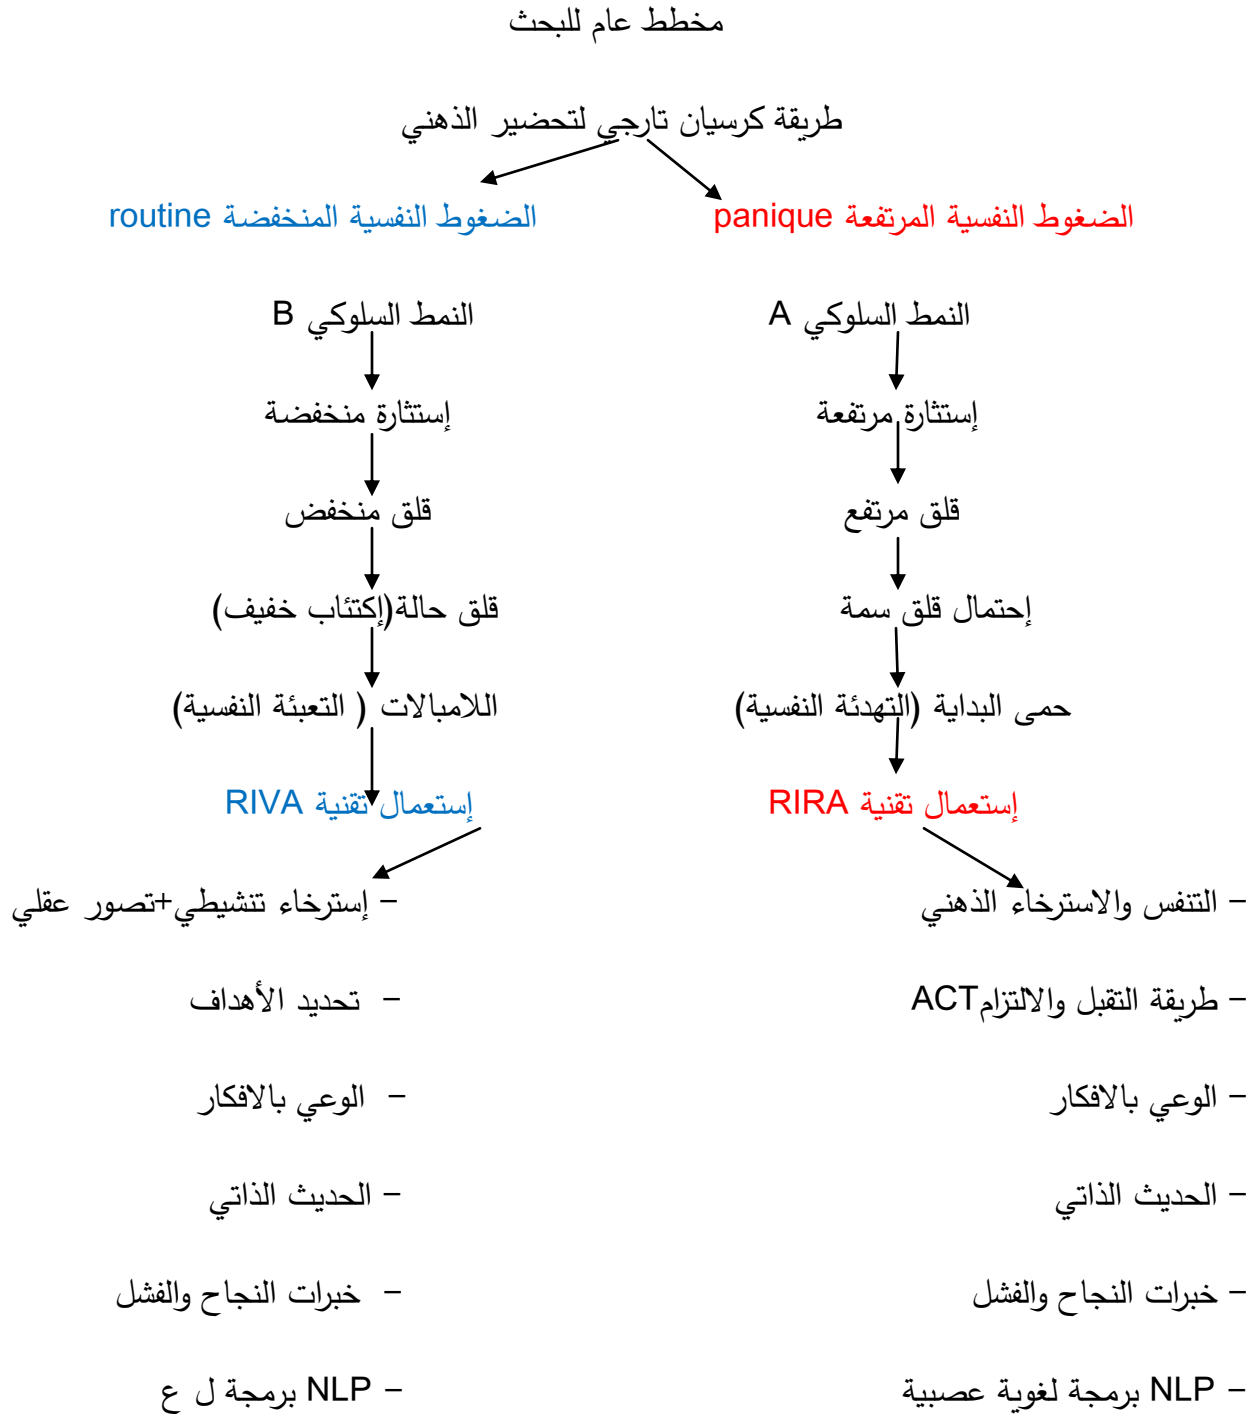 مخطط عام للبحث
طريقة كرسيان تارجي لتحضير الذهني
الضغوط النفسية المرتفعة panique
الضغوط النفسية المنخفضة routine
النمط السلوكي A
النمط السلوكي B
إستثارة مرتفعة
إستثارة منخفضة
قلق مرتفع
قلق منخفض
إحتمال قلق سمة
قلق حالة(إكتئاب خفيف)
حمى البداية (التهدئة النفسية)
اللامبالات ( التعبئة النفسية)
إستعمال تقنية RIRA
إستعمال تقنية RIVA
– التنفس والاسترخاء الذهني
– إسترخاء تنشيطي+تصور عقلي
– طريقة التقبل والالتزامACT
– تحديد الأهداف
– الوعي بالافكار
– الوعي بالافكار
– الحديث الذاتي
– الحديث الذاتي
– خبرات النجاح والفشل
– خبرات النجاح والفشل
– NLP برمجة لغوية عصبية
– NLP برمجة ل ع